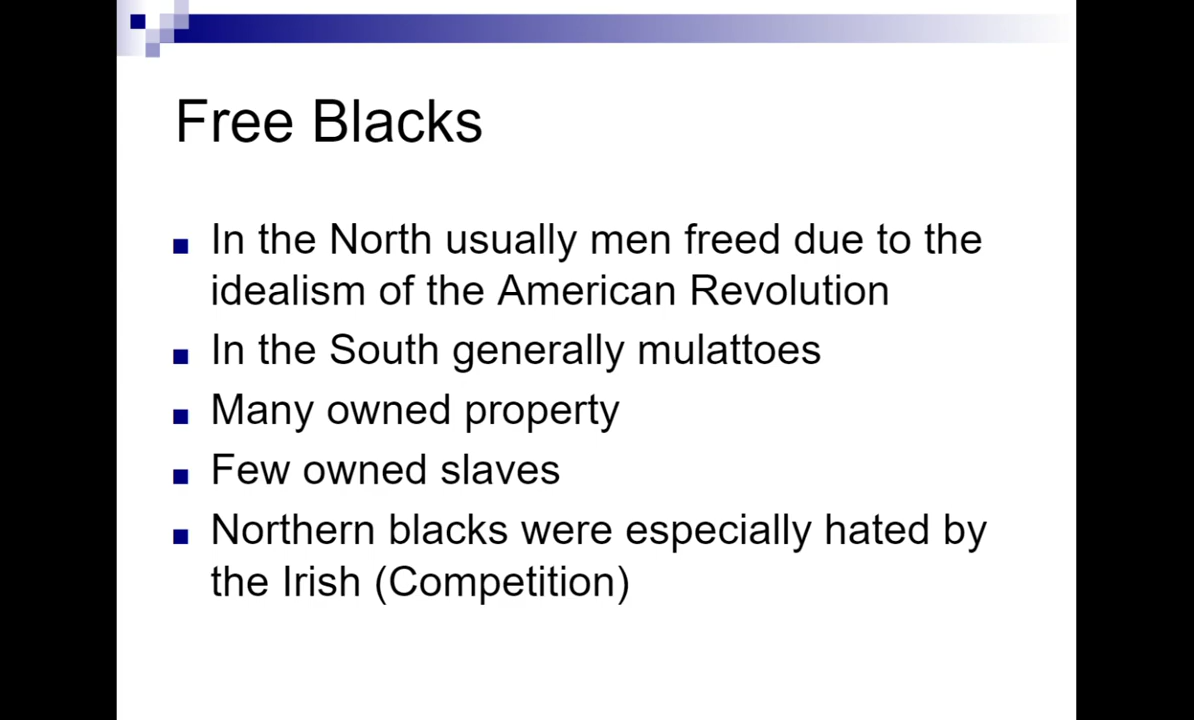 Free Blacks
In the North usually men freed due to the
idealism of the American Revolution
In the South generally mulattoes
Many owned property
Few owned slaves
Northern blacks were especially hated by
the Irish (Competition)